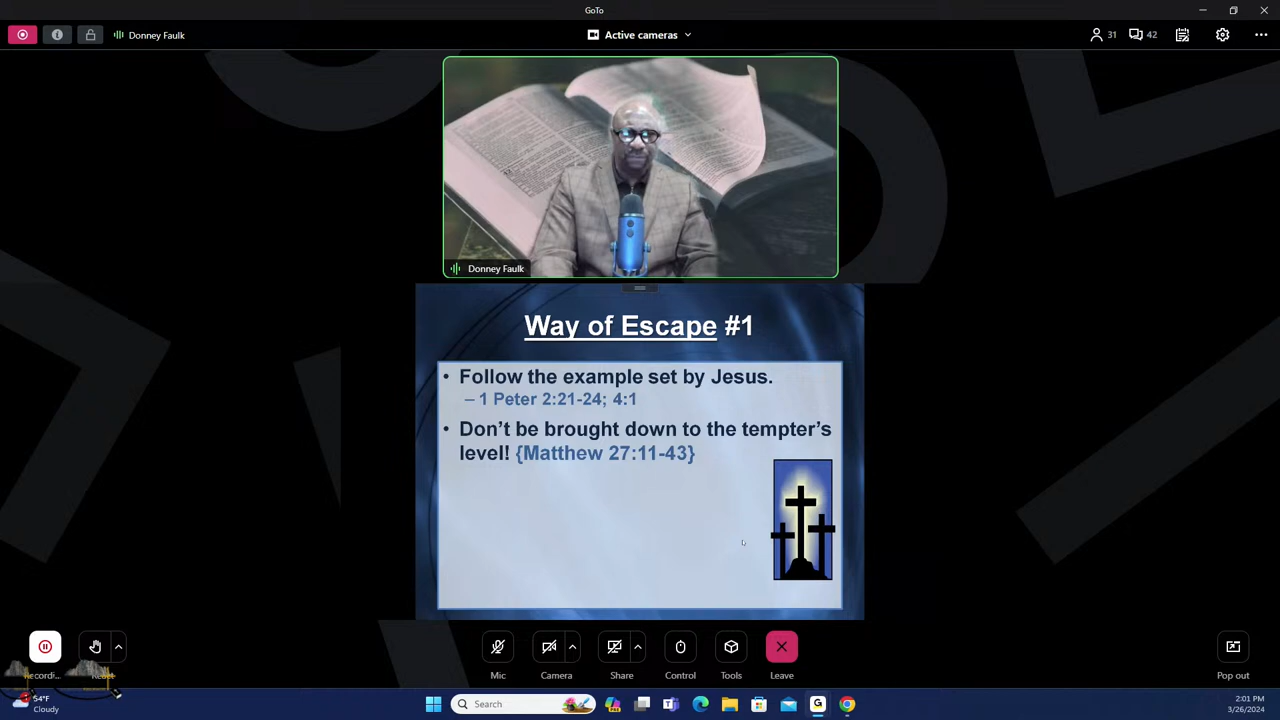 GoTo
Donney Faulk
Active cameras
31
42
Donney Faulk
Way of Escape #1
• Follow the example set by Jesus.
– 1 Peter 2:21-24; 4:1
• Don’t be brought down to the tempter’s
level! {Matthew 27:11-43}
Mic
Camera
Share
Control
Tools
Leave
Pop out
54°F
Cloudy
Search
2:01 PM
3/26/2024